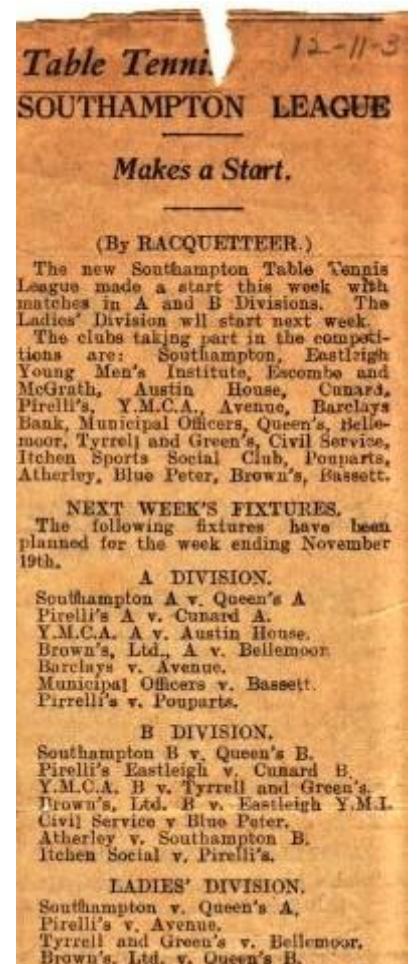 12-11-3
Table Tennis
SOUTHAMPTON LEAGUE
Makes a Start.
(By RACQUETTEER.)
The new Southampton Table Tennis
League made a start this week with
matches in A and B Divisions. The
Ladies' Division wll start next week.
The clubs taking part in the competi-
tions are: Southampton, Eastleigh
Young Men's Institute, Escombe and
McGrath, Austin House, Cunard,
Pirelli's, Y.M.C.A., Avenue, Barclays
Bank, Municipal Officers, Queen's, Belle-
moor, Tyrrell and Green's, Civil Service,
Itchen Sports Social Club, Pouparts,
Atherley, Blue Peter, Brown's, Bassett.
NEXT WEEK'S FIXTURES.
The following fixtures have been
planned for the week ending November
19th.
A DIVISION.
Southampton A v. Queen's A
Pirelli's A v. Cunard A.
Y.M.C.A. A v. Austin House.
Brown's, Ltd., A v. Bellemoor.
Barclays v. Avenue.
Municipal Officers v. Bassett.
Pirrelli's v. Pouparts.
B DIVISION.
Southampton B v. Queen's B.
Pirelli's Eastleigh v. Cunard B.
Y.M.C.A. B v. Tyrrell and Green's.
Brown's, Ltd. B v. Eastleigh Y.M.I.
Civil Service v Blue Peter.
Atherley v. Southampton B.
Itchen Social v. Pirelli's.
LADIES' DIVISION.
Southampton v. Queen's A,
Pirelli's v. Avenue.
Tyrrell and Green's v. Bellemoor.
Brown's, Ltd. v. Queen's B.